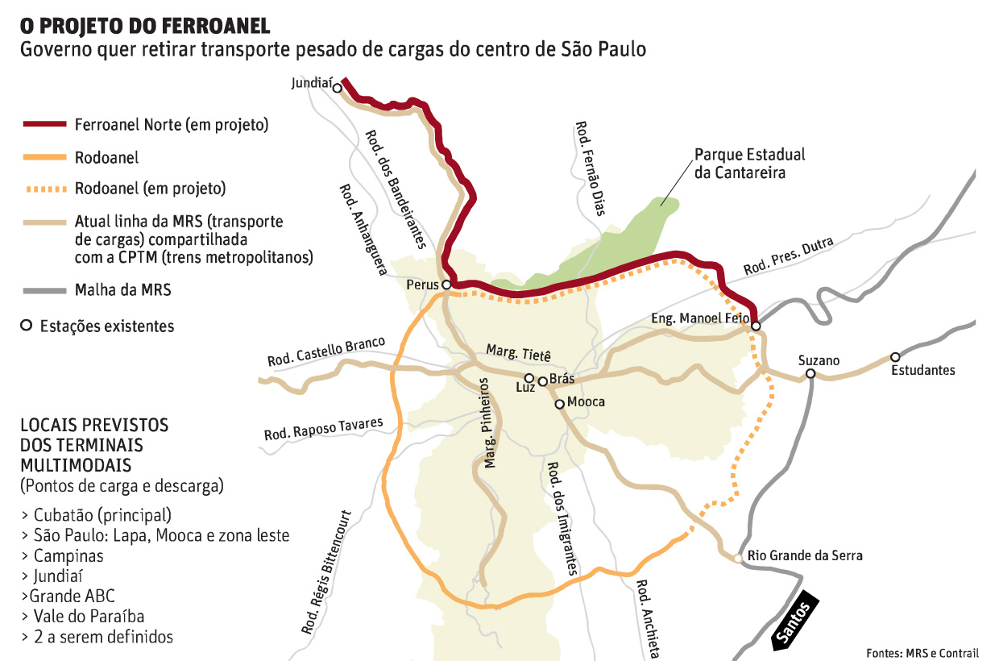 O PROJETO DO FERROANEL
Governo quer retirar transporte pesado de cargas do centro de São Paulo
Ferroanel Norte (em projeto)
Rodoanel
Rodoanel (em projeto)
Atual linha da MRS (transporte
de cargas) compartilhada
com a CPTM (trens metropolitanos)
Malha da MRS
Estações existentes
LOCAIS PREVISTOS
DOS TERMINAIS
MULTIMODAIS
(Pontos de carga e descarga)
> Cubatão (principal)
> São Paulo: Lapa, Mooca e zona leste
> Campinas
> Jundiaí
>Grande ABC
> Vale do Paraíba
> 2 a serem definidos
Jundiaí
Rod. dos Bandeirantes
Rod. Anhanguera
Rod. Fernão Dias
Parque Estadual
da Cantareira
Rod. Pres. Dutra
Perus
Eng. Manoel Feio
Rod. Castello Branco
Marg. Tietê
Suzano
Estudantes
Luz
Brás
Mooca
Marg. Pinheiros
Rod. Raposo Tavares
Rod. dos Imigrantes
Rod. Régis Bittencourt
Rio Grande da Serra
Rod. Anchieta
Santos
Fontes: MRS e Contrail